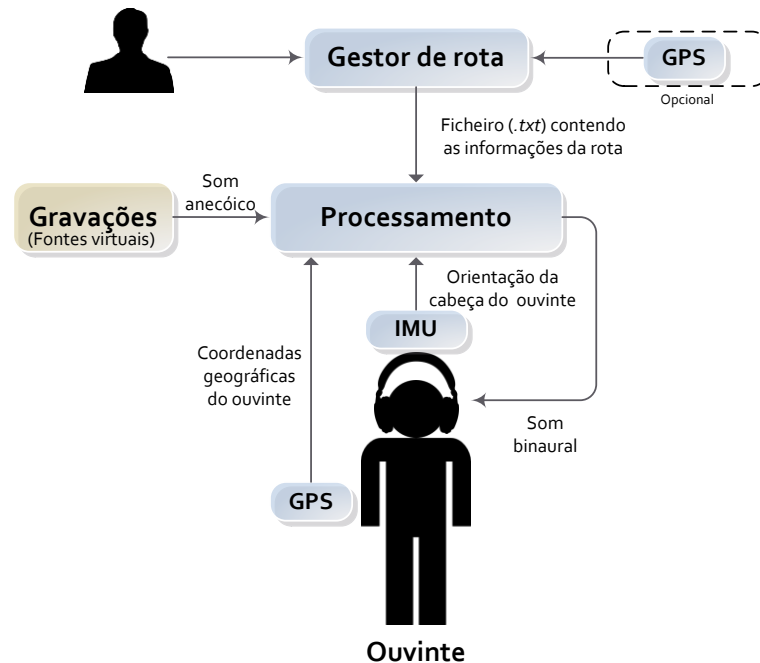 Gestor de rota
GPS
Opcional
Ficheiro (.txt) contendo
as informações da rota
Som
anecóico
Gravações
(Fontes virtuais)
Processamento
Orientação da
cabeça do ouvinte
IMU
Coordenadas
geográficas
do ouvinte
Som
binaural
GPS
Ouvinte